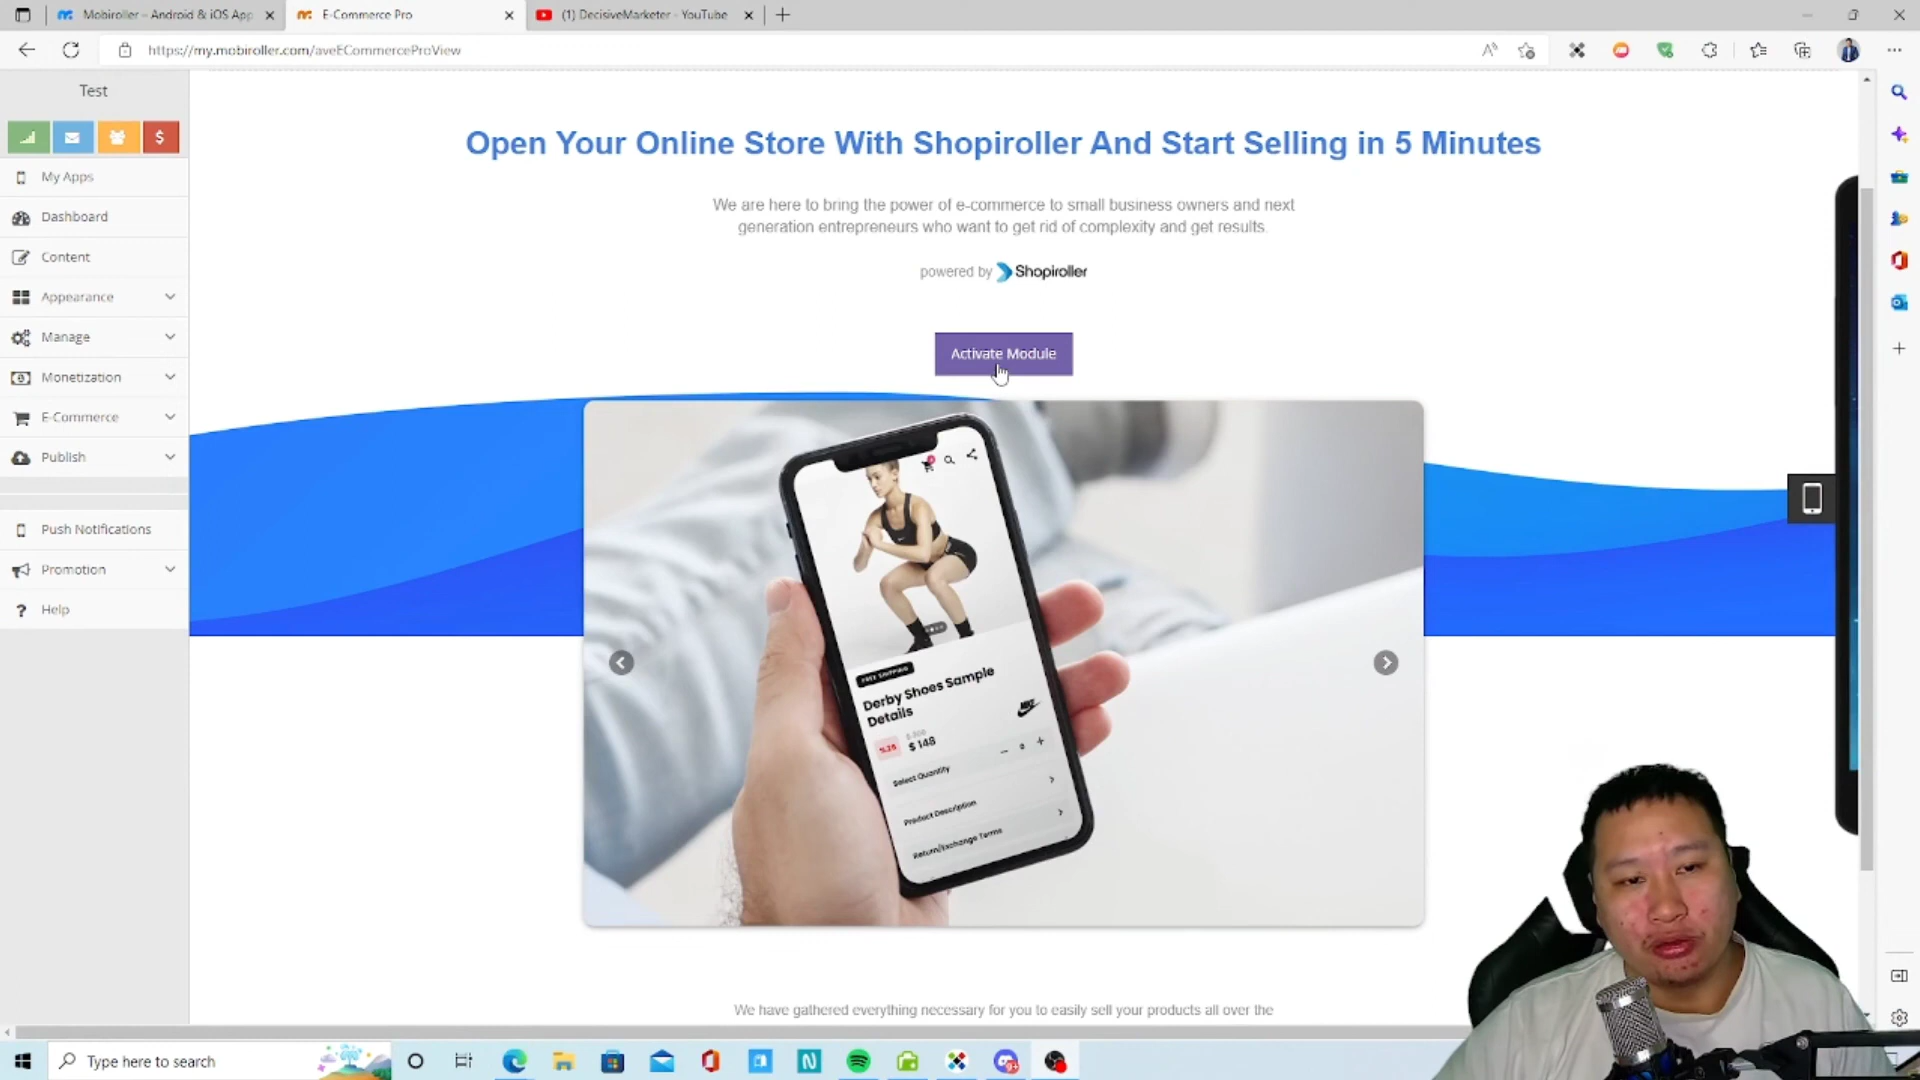 Mobiroller – Android & iOS App
E-Commerce Pro
(1) DecisiveMarketer - YouTube
https://my.mobiroller.com/aveECommerceProView
Test
My Apps
Dashboard
Content
Appearance
Manage
Monetization
E-Commerce
Publish
Push Notifications
Promotion
Help
Open Your Online Store With Shopiroller And Start Selling in 5 Minutes
We are here to bring the power of e-commerce to small business owners and next
generation entrepreneurs who want to get rid of complexity and get results.
powered by Shopiroller
Activate Module
FREE SHIPPING
Derby Shoes Sample
Details
$ 148
Select Quantity
Product Description
Return/Exchange Terms
We have gathered everything necessary for you to easily sell your products all over the
Type here to search